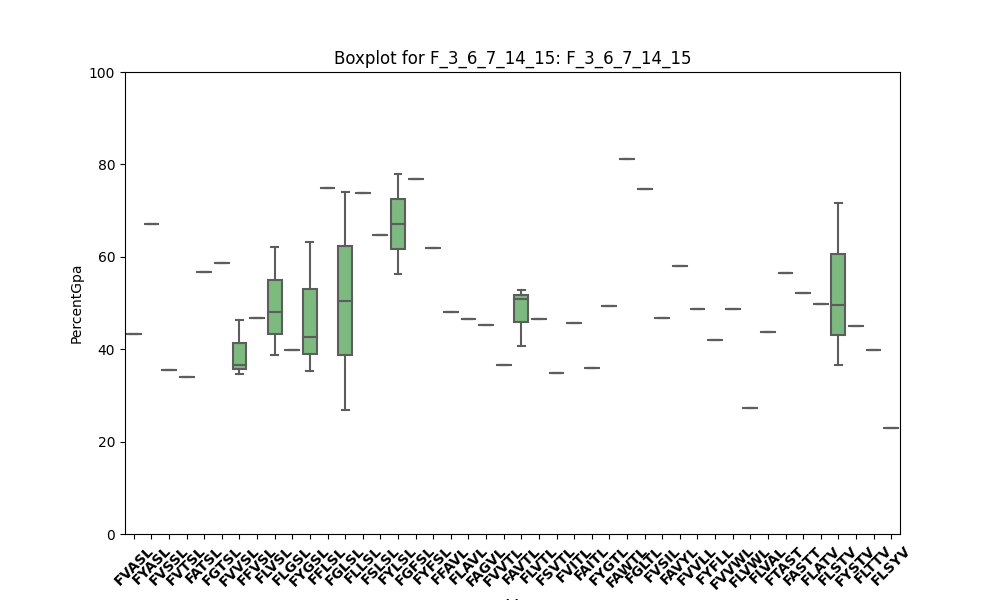 Boxplot for F_3_6_7_14_15: F_3_6_7_14_15
100
80
60
40
20
0
PercentGpa
FVASL
FYASL
FVSSL
FVTSL
FATSL
FGTSL
FVVSL
FFVSL
FLVSL
FLGSL
FYGSL
FFLSL
FGLSL
FLLSL
FSLSL
FYLSL
FGFSL
FYFSL
FFAVL
FLAVL
FAGVL
FVVTL
FAVTL
FLVTL
FSVTL
FVITL
FAITL
FYGTL
FAWTL
FGLTL
FVSIL
FAVYL
FVVLL
FYFLL
FVVWL
FLVWL
FLVAL
FTAST
FASTT
FLATV
FLSTV
FYSTV
FLTTV
FLSYV